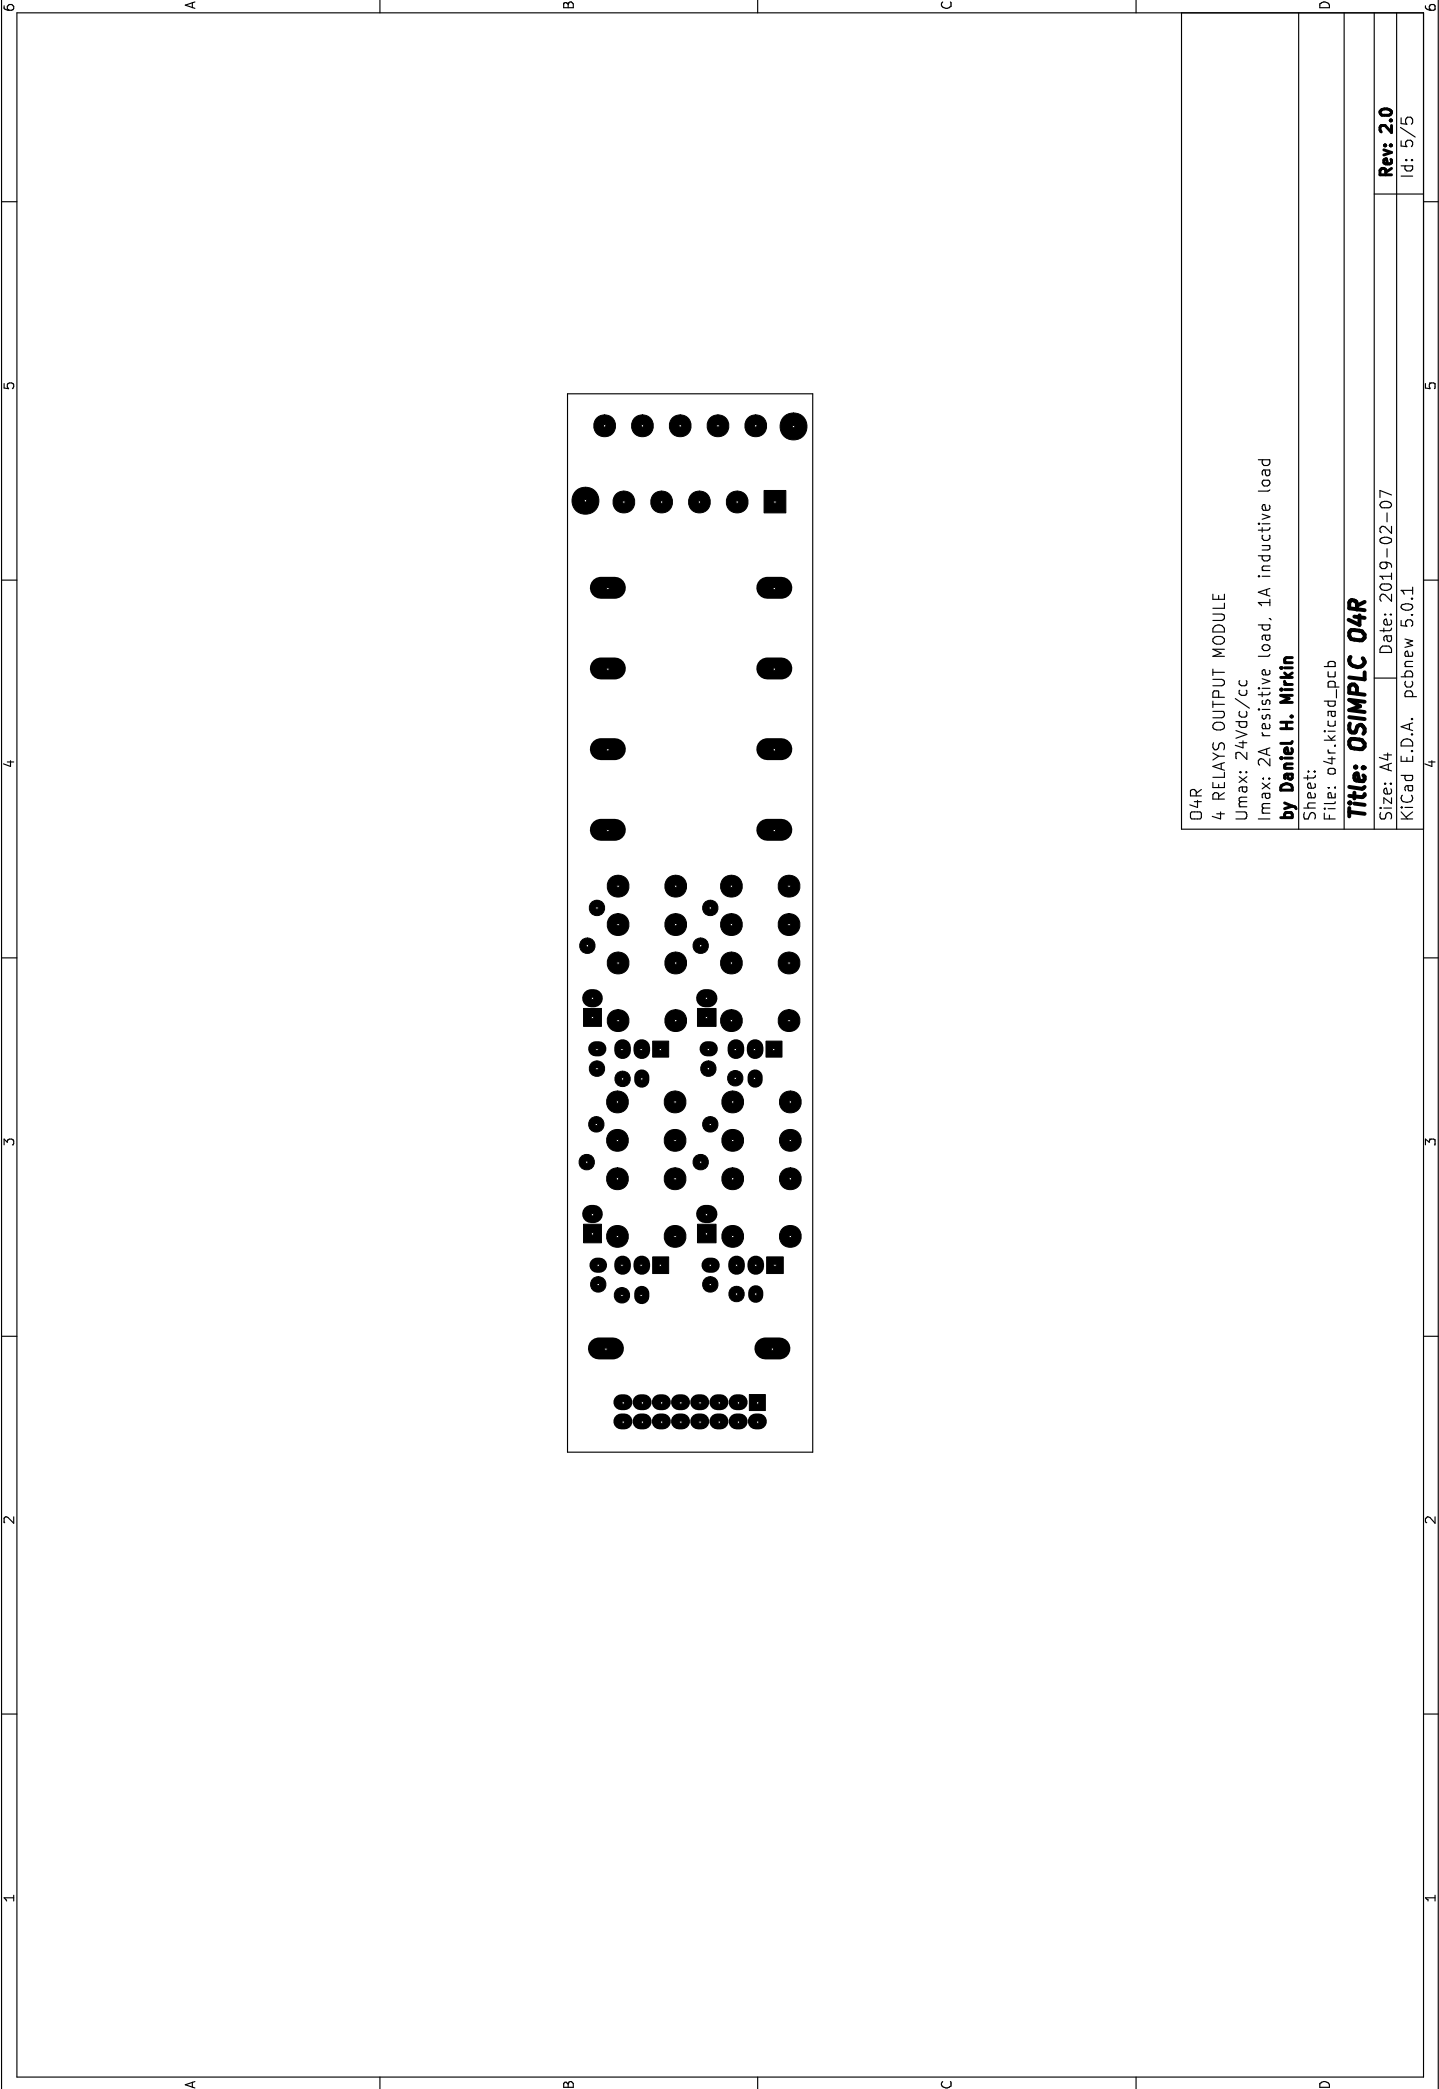 O4R
4 RELAYS OUTPUT MODULE
Umax: 24Vdc/cc
Imax: 2A resistive load, 1A inductive load
by Daniel H. Mirkin
Sheet:
File: o4r.kicad_pcb
Title: OSIMPLC O4R
Size: A4 Date: 2019-02-07 Rev: 2.0
KiCad E.D.A. pcbnew 5.0.1 Id: 5/5
1 2 3 4 5 6
1 2 3 4 5 6
A B C D
A B C D